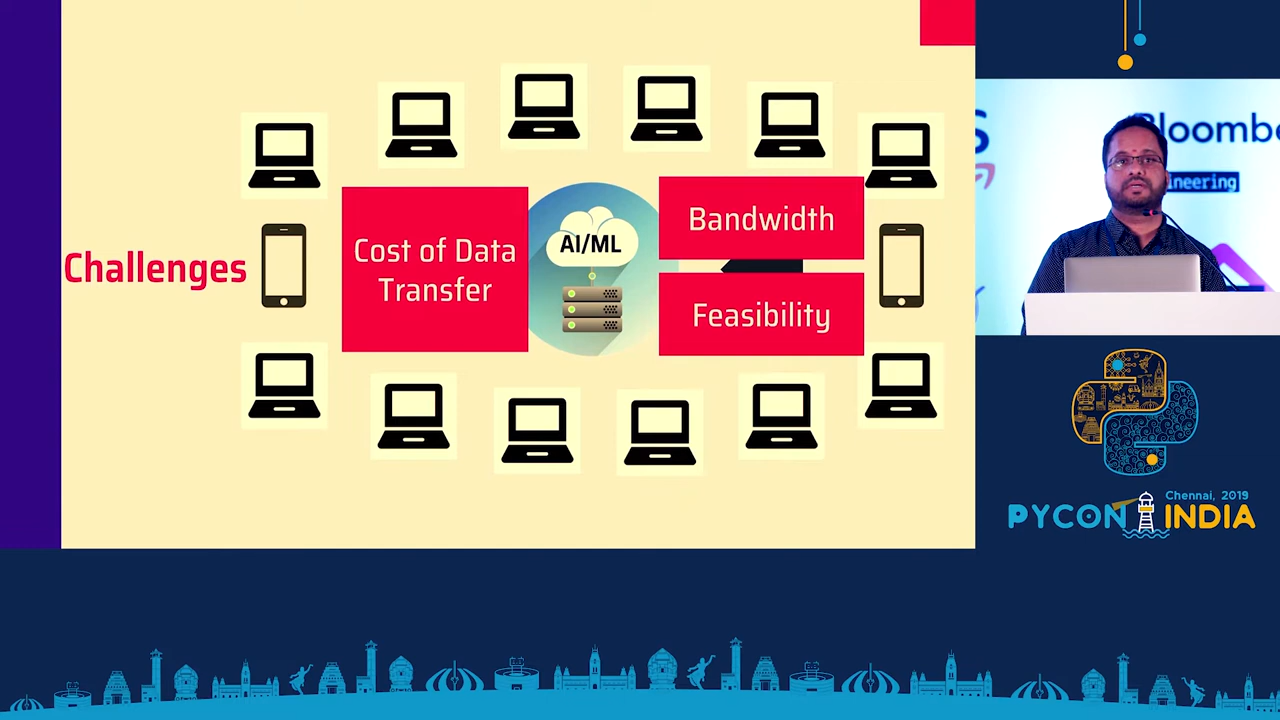 Challenges
Cost of Data
Transfer
AI/ML
Bandwidth
Feasibility
S
Bloombe
ineering
Chennai, 2019
PYCON INDIA